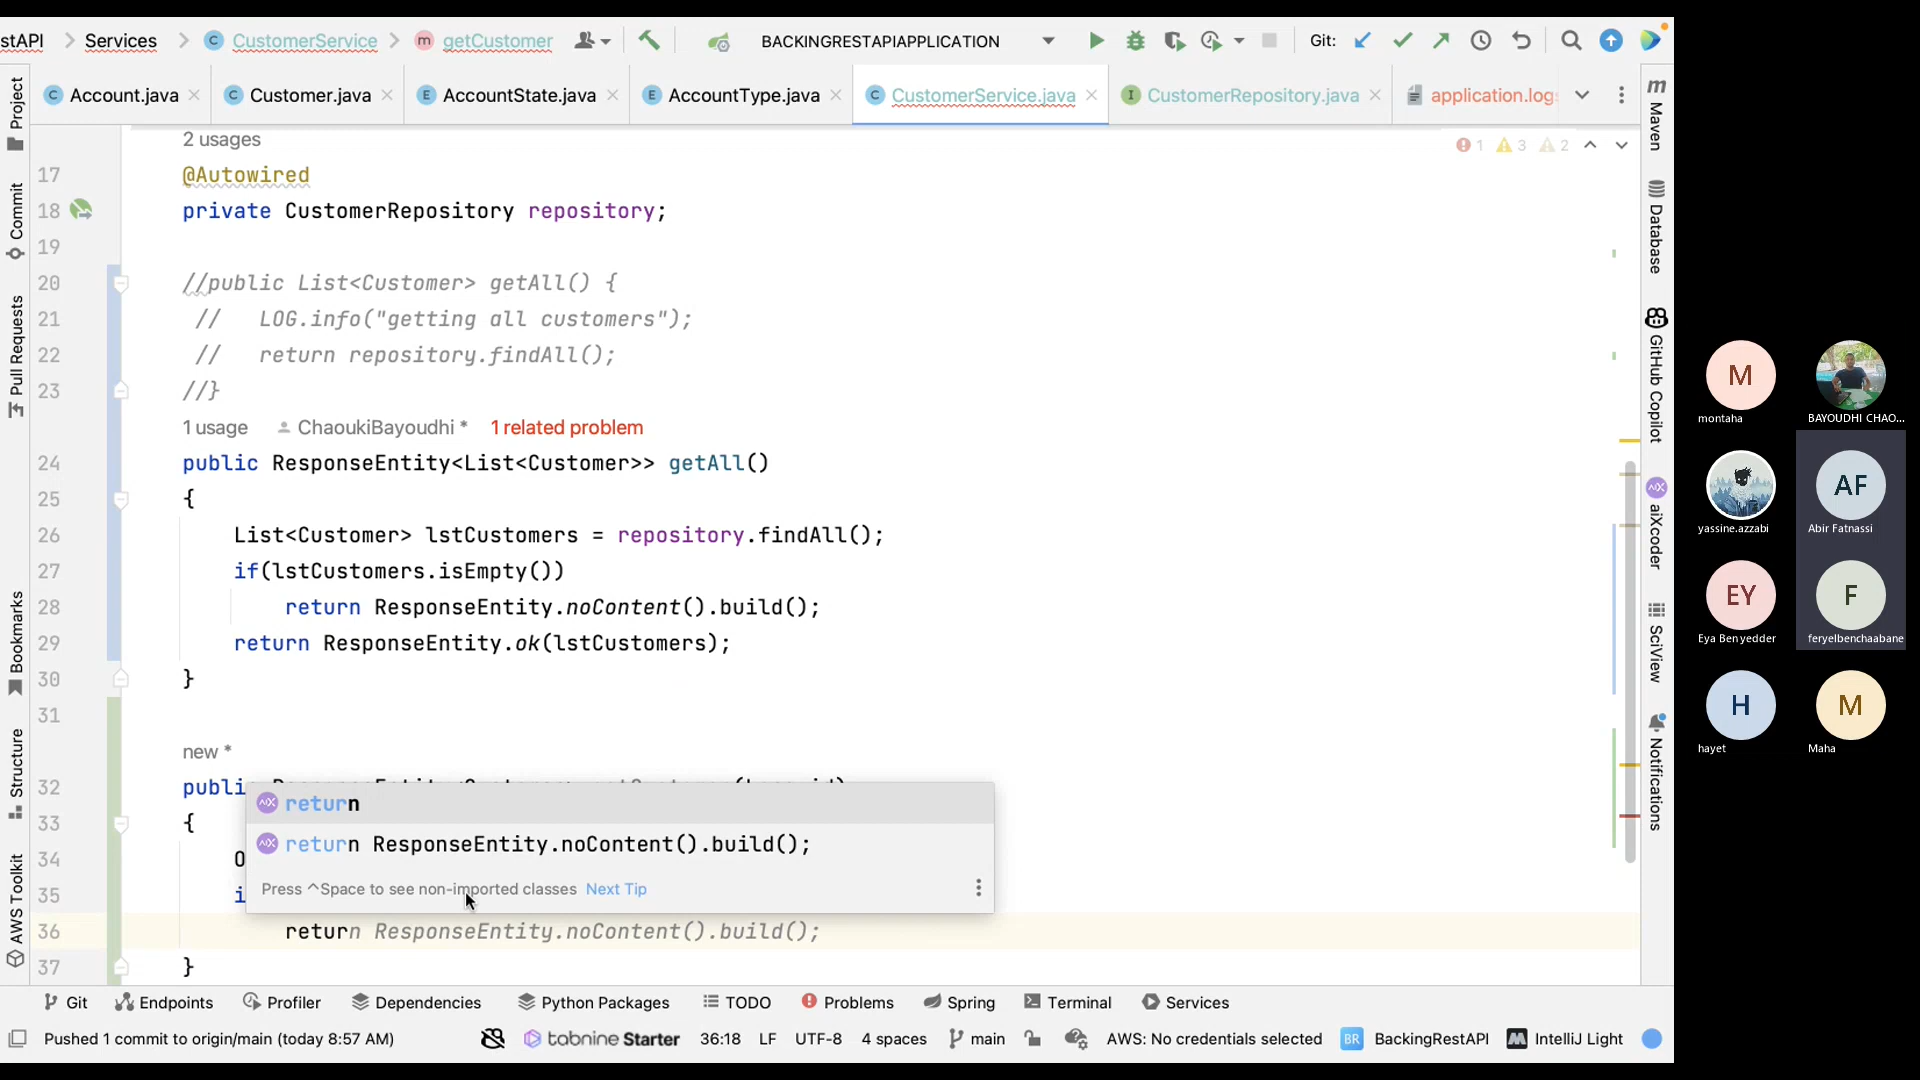 stAPI Services CustomerService getCustomer BACKINGRESTAPIAPPLICATION Git:
Account.java Customer.java AccountState.java AccountType.java CustomerService.java CustomerRepository.java application.logs
Project
Commit
Pull Requests
Bookmarks
Structure
AWS Toolkit
2 usages
1 3 2
17 @Autowired
18 private CustomerRepository repository;
19
20 //public List<Customer> getAll() {
21 // LOG.info("getting all customers");
22 // return repository.findAll();
23 //}
1 usage ChaoukiBayoudhi * 1 related problem
24 public ResponseEntity<List<Customer>> getAll()
25 {
26 List<Customer> lstCustomers = repository.findAll();
27 if(lstCustomers.isEmpty())
28 return ResponseEntity.noContent().build();
29 return ResponseEntity.ok(lstCustomers);
30 }
31
new *
32 publi
return
33 {
return ResponseEntity.noContent().build();
34 O
35 i
Press ^Space to see non-imported classes Next Tip
36 return ResponseEntity.noContent().build();
37 }
m Maven
Database
GitHub Copilot
aiXcoder
SciView
Notifications
Git Endpoints Profiler Dependencies Python Packages TODO Problems Spring Terminal Services
Pushed 1 commit to origin/main (today 8:57 AM) tabnine Starter 36:18 LF UTF-8 4 spaces main AWS: No credentials selected BR BackingRestAPI IntelliJ Light
M
montaha BAYOUDHI CHAO...
AF
yassine.azzabi Abir Fatnassi
EY F
Eya Benyedder feryelbenchaabane
H M
hayet Maha